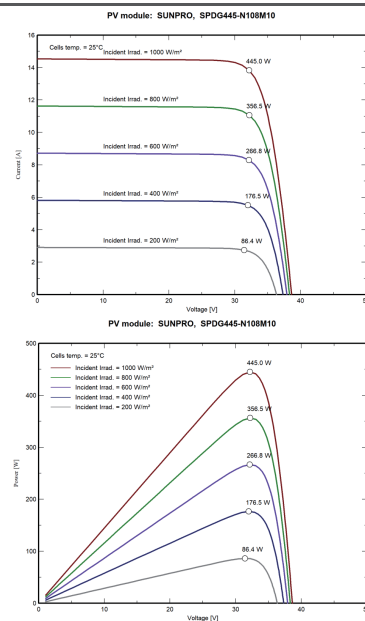 PV module: SUNPRO, SPDG445-N108M10
16
Cells temp. = 25°C
Incident Irrad. = 1000 W/m²
445.0 W
14
12
Incident Irrad. = 800 W/m²
356.5 W
10
Incident Irrad. = 600 W/m²
266.8 W
8
Current [A]
6
Incident Irrad. = 400 W/m²
176.5 W
4
Incident Irrad. = 200 W/m²
86.4 W
2
0
0 10 20 30 40 50
Voltage [V]
PV module: SUNPRO, SPDG445-N108M10
500
Cells temp. = 25°C
Incident Irrad. = 1000 W/m²
Incident Irrad. = 800 W/m²
Incident Irrad. = 600 W/m²
Incident Irrad. = 400 W/m²
Incident Irrad. = 200 W/m²
445.0 W
400
356.5 W
300
266.8 W
Power [W]
200
176.5 W
100
86.4 W
0
0 10 20 30 40
Voltage [V]